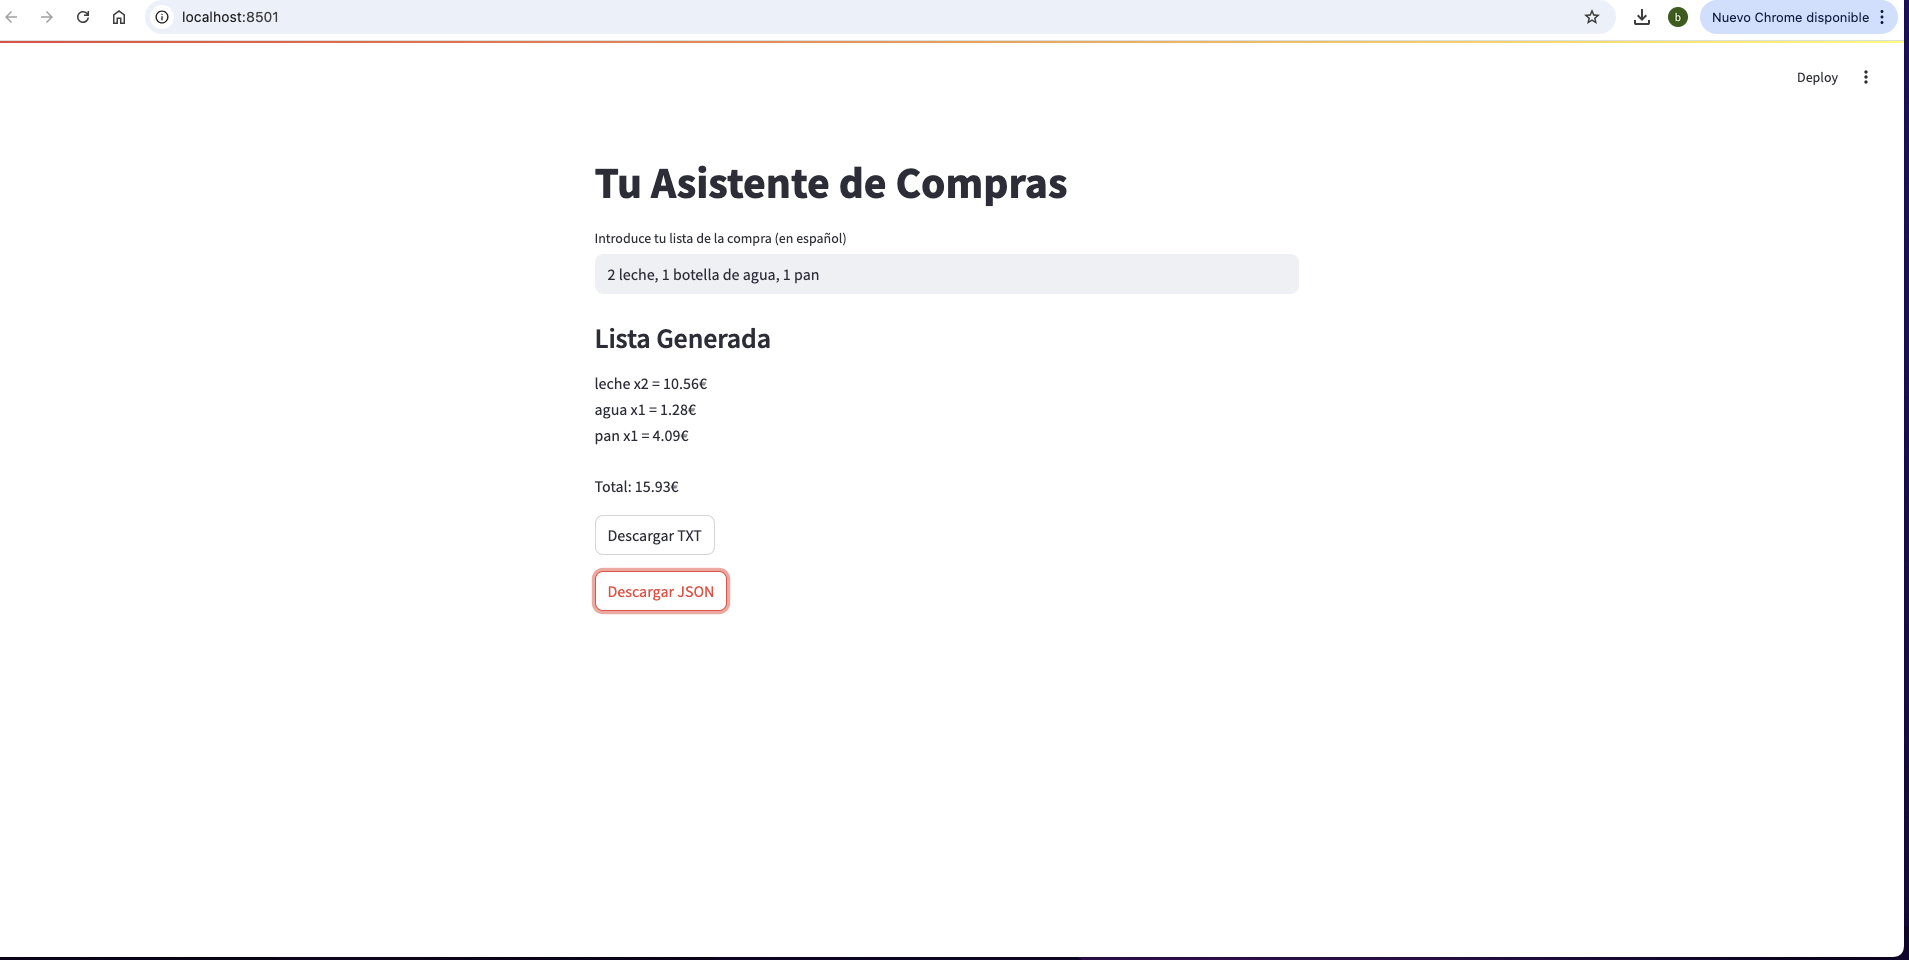 localhost:8501
b
Nuevo Chrome disponible
Deploy
Tu Asistente de Compras
Introduce tu lista de la compra (en español)
2 leche, 1 botella de agua, 1 pan
Lista Generada
leche x2 = 10.56€
agua x1 = 1.28€
pan x1 = 4.09€
Total: 15.93€
Descargar TXT
Descargar JSON